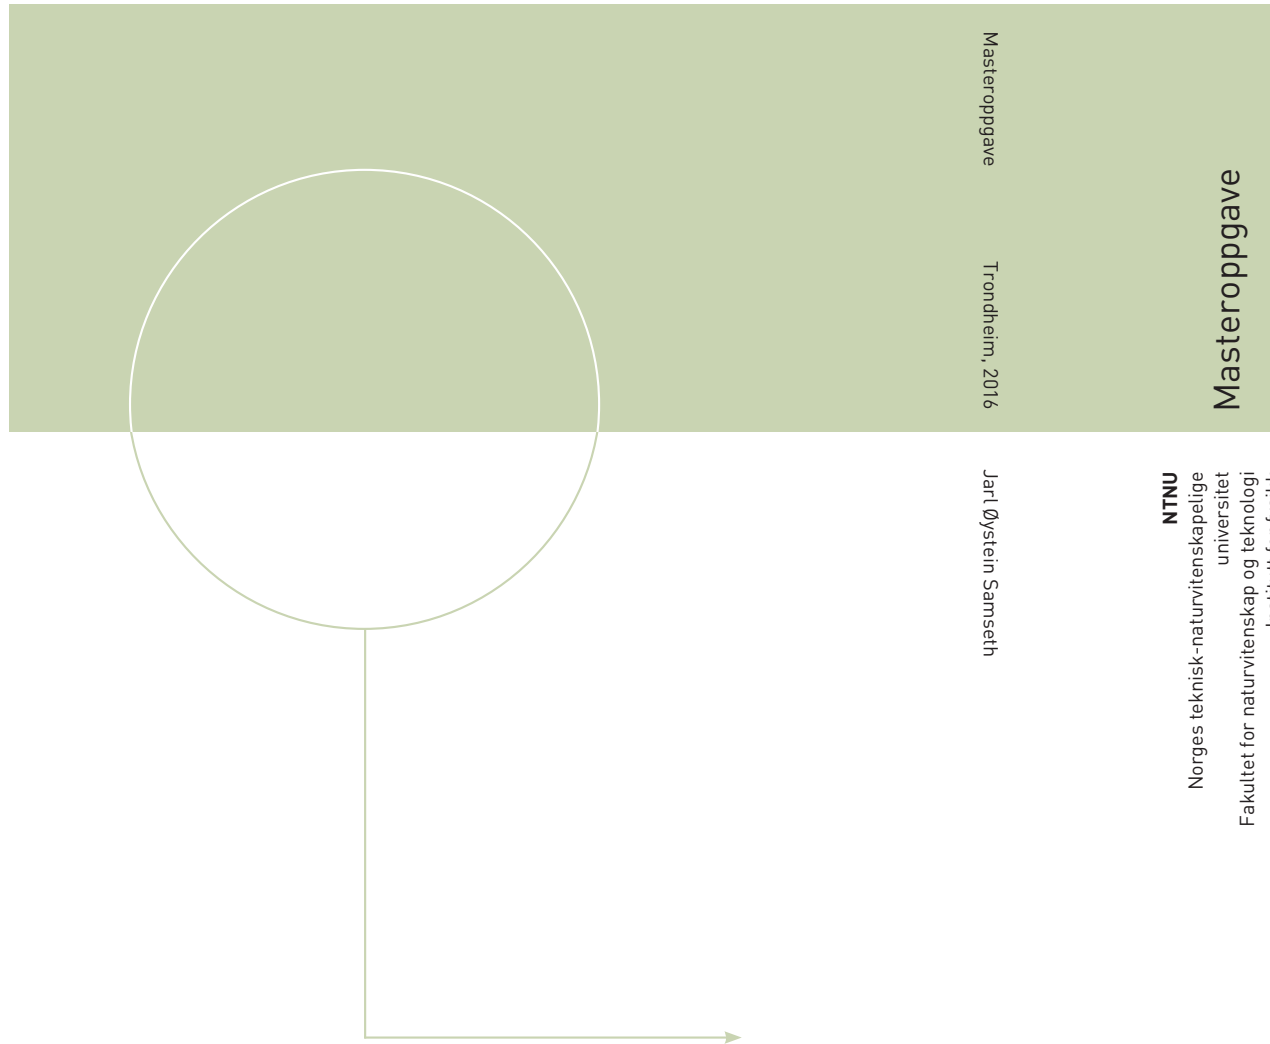 Masteroppgave
Trondheim, 2016
Jarl Øystein Samseth
Masteroppgave
NTNU
Norges teknisk-naturvitenskapelige
universitet
Fakultet for naturvitenskap og teknologi